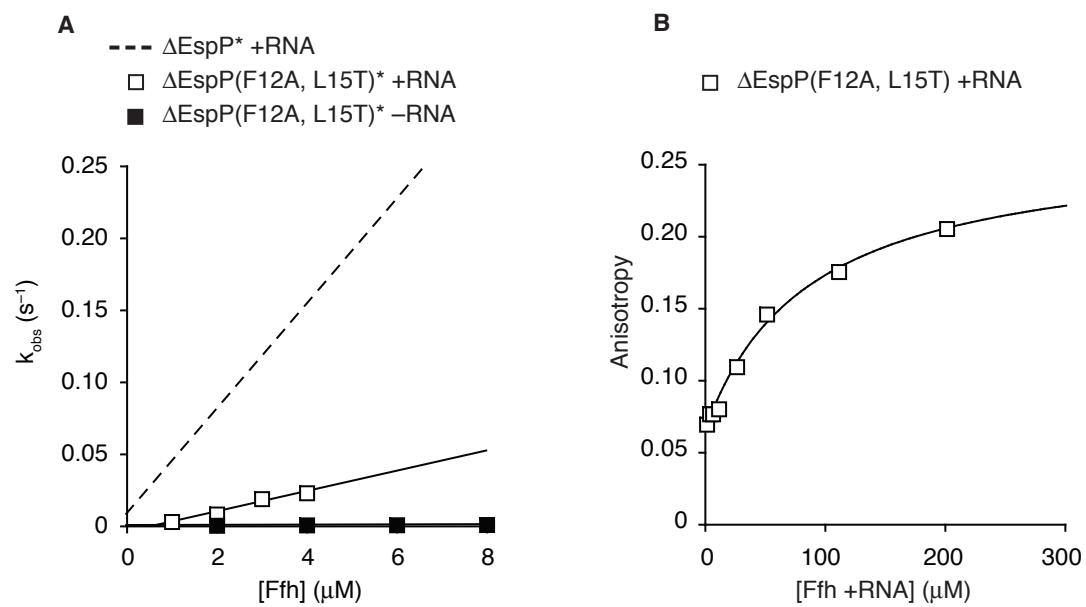 A
ΔEspP* +RNA
ΔEspP(F12A, L15T)* +RNA
ΔEspP(F12A, L15T)* –RNA
0.25
0.20
0.15
0.10
0.05
0
k_obs (s⁻¹)
0 2 4 6 8
[Ffh] (μM)
B
ΔEspP(F12A, L15T) +RNA
0.25
0.20
0.15
0.10
0.05
0
Anisotropy
0 100 200 300
[Ffh +RNA] (μM)